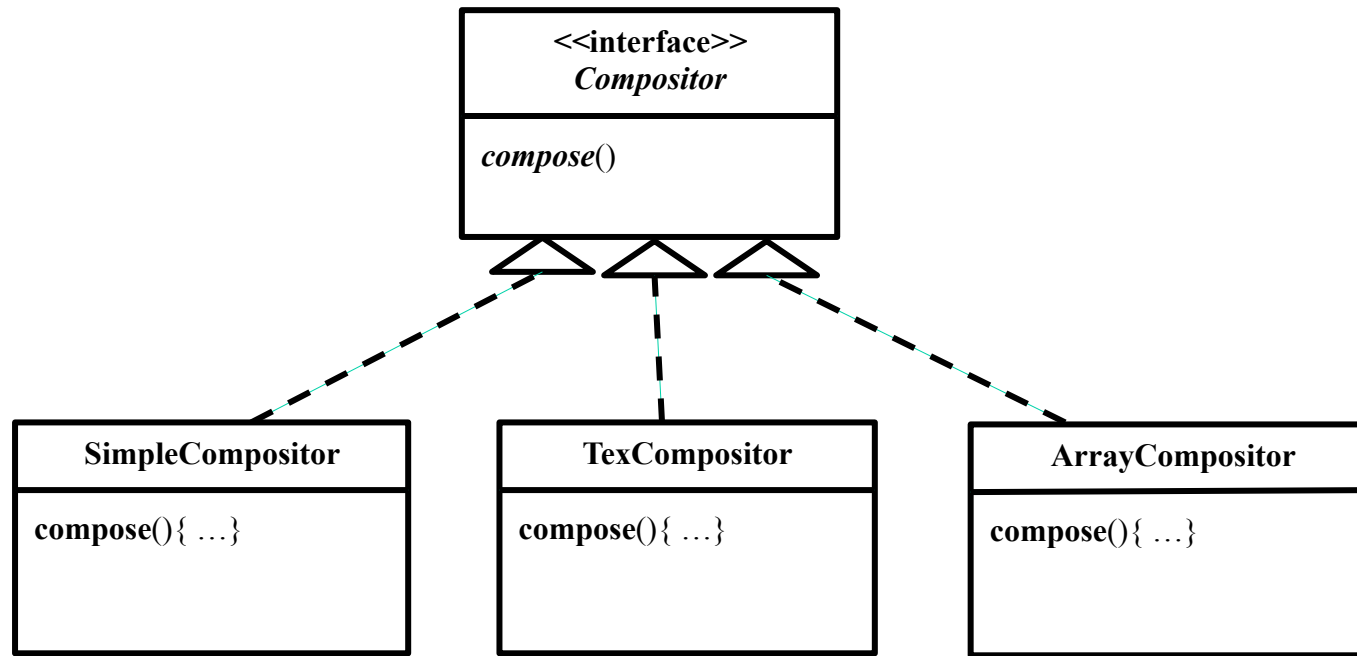 <<interface>>
Compositor
compose()
SimpleCompositor
compose(){ …}
TexCompositor
compose(){ …}
ArrayCompositor
compose(){ …}